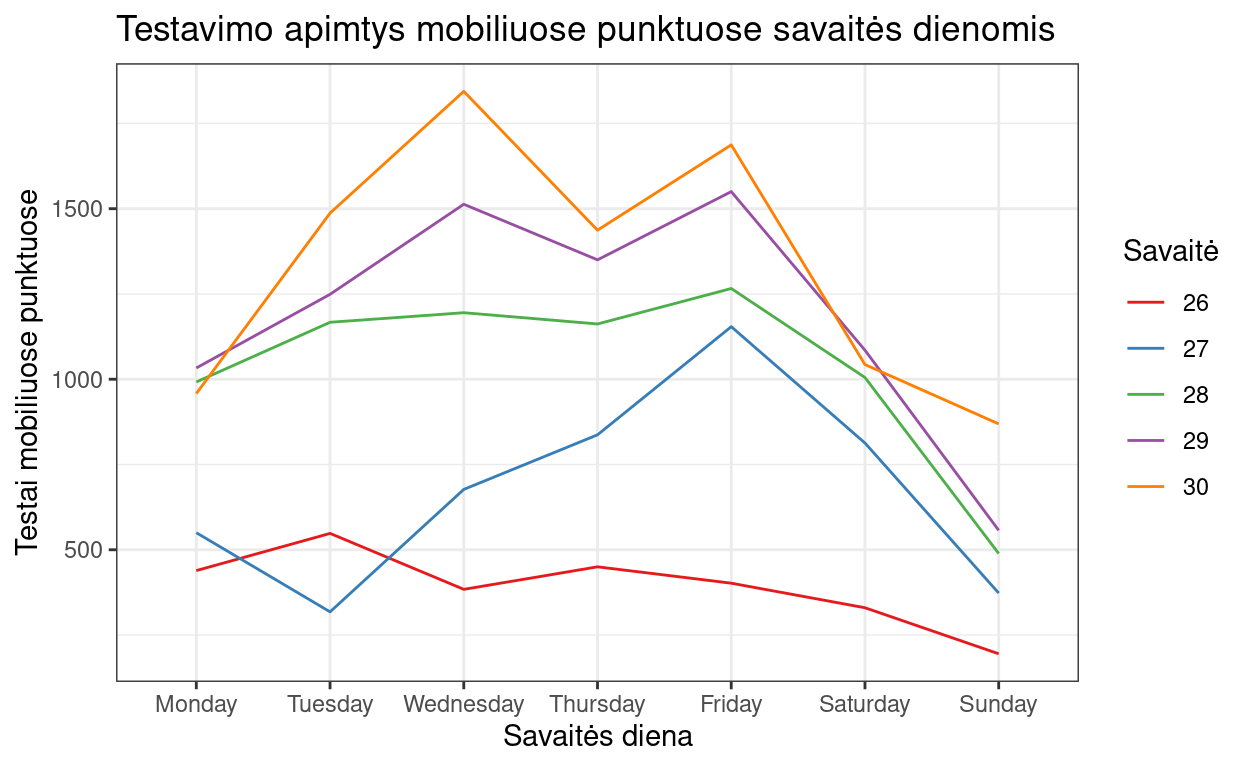 Testavimo apimtys mobiliuose punktuose savaitės dienomis
Testai mobiliuose punktuose
1500
1000
500
Monday Tuesday Wednesday Thursday Friday Saturday Sunday
Savaitės diena
Savaitė
26
27
28
29
30